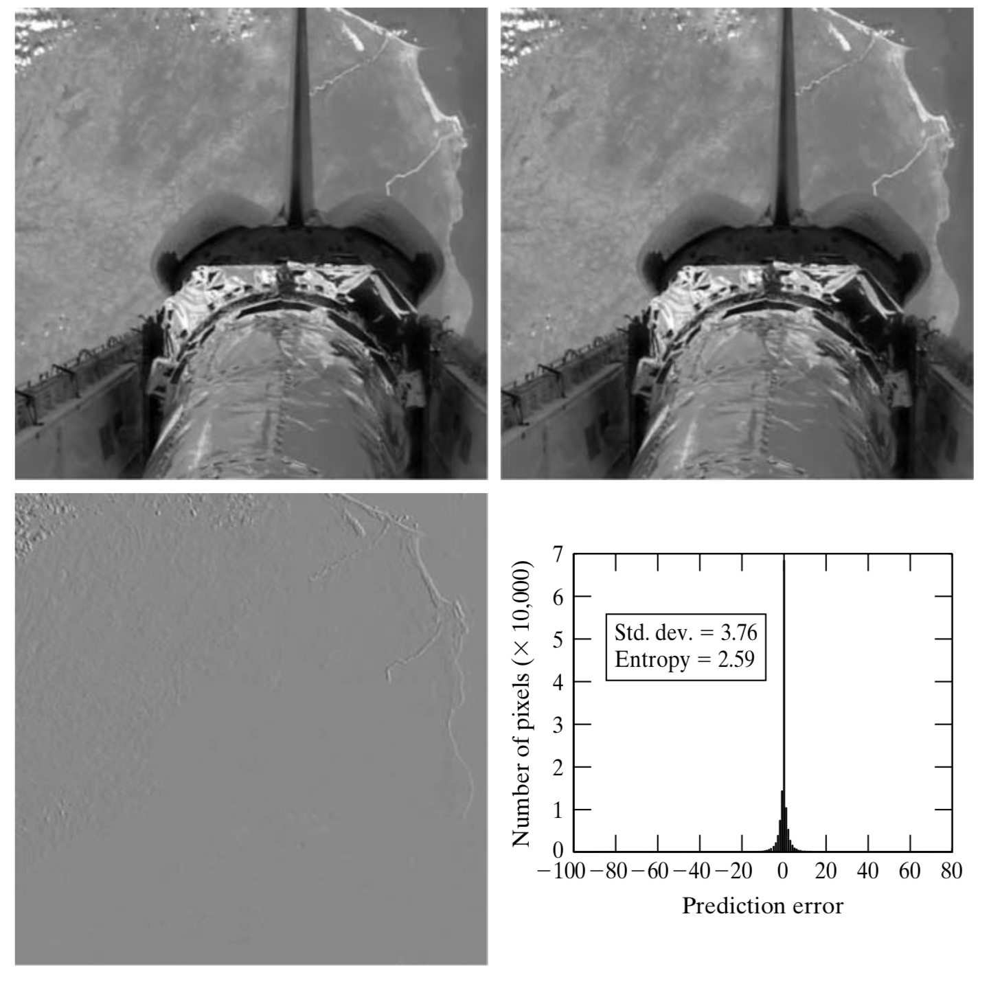 7
6
5
4
3
2
1
0
Number of pixels (× 10,000)
Std. dev. = 3.76
Entropy = 2.59
−100 −80 −60 −40 −20 0 20 40 60 80
Prediction error